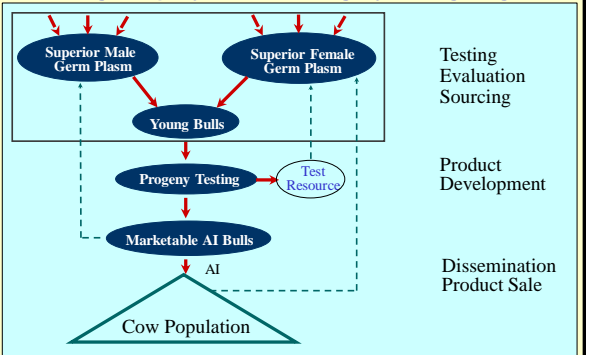 Superior Male
Germ Plasm
Superior Female
Germ Plasm
Testing
Evaluation
Sourcing
Young Bulls
Progeny Testing
Test
Resource
Product
Development
Marketable AI Bulls
AI
Dissemination
Product Sale
Cow Population